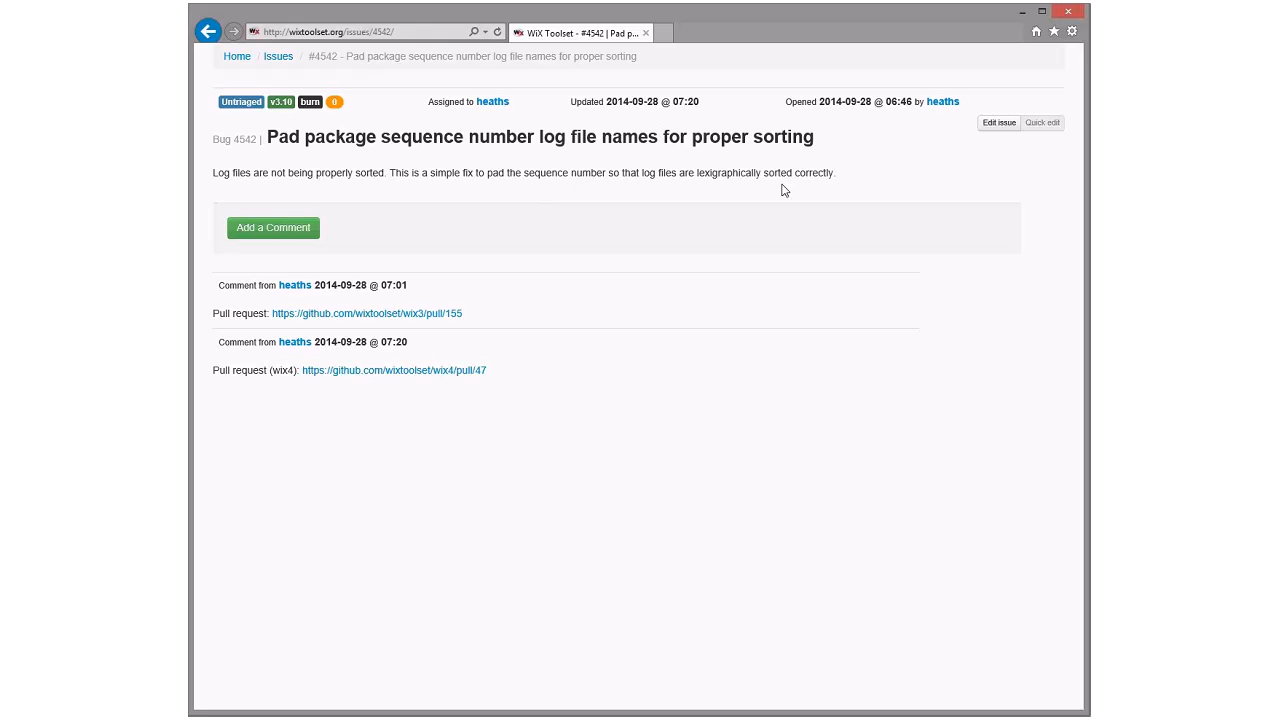 http://wixtoolset.org/issues/4542/
WiX Toolset - #4542 | Pad p...
Home / Issues / #4542 - Pad package sequence number log file names for proper sorting
Untriaged v3.10 burn 0 Assigned to heaths Updated 2014-09-28 @ 07:20 Opened 2014-09-28 @ 06:46 by heaths
Edit issue Quick edit
Bug 4542 | Pad package sequence number log file names for proper sorting
Log files are not being properly sorted. This is a simple fix to pad the sequence number so that log files are lexigraphically sorted correctly.
Add a Comment
Comment from heaths 2014-09-28 @ 07:01
Pull request: https://github.com/wixtoolset/wix3/pull/155
Comment from heaths 2014-09-28 @ 07:20
Pull request (wix4): https://github.com/wixtoolset/wix4/pull/47